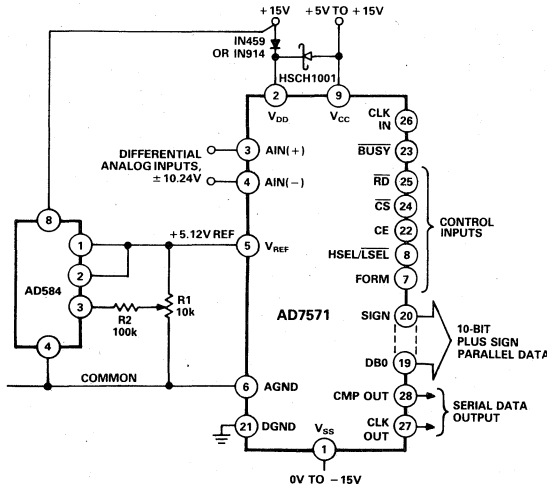 +15V
+5V TO +15V
IN459
OR IN914
HSCH1001
2
VDD
9
VCC
CLK
IN
26
BUSY
23
DIFFERENTIAL
ANALOG INPUTS,
±10.24V
3
AIN(+)
4
AIN(−)
RD
25
CS
24
CE
22
HSEL/LSEL
8
FORM
7
CONTROL
INPUTS
8
1
2
3
4
AD584
+5.12V REF
5
VREF
R1
10k
R2
100k
AD7571
SIGN
20
DB0
19
10-BIT
PLUS SIGN
PARALLEL DATA
COMMON
6
AGND
CMP OUT
28
CLK
OUT
27
SERIAL DATA
OUTPUT
21
DGND
VSS
1
0V TO −15V